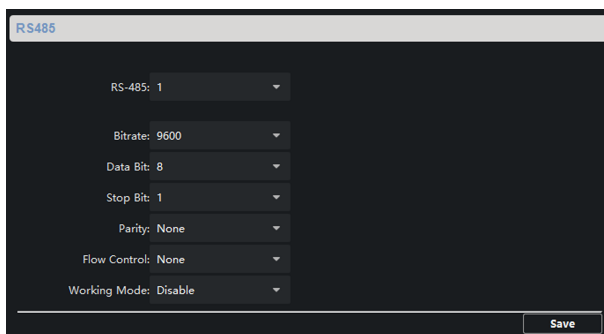 RS485
RS-485: 1
Bitrate: 9600
Data Bit: 8
Stop Bit: 1
Parity: None
Flow Control: None
Working Mode: Disable
Save